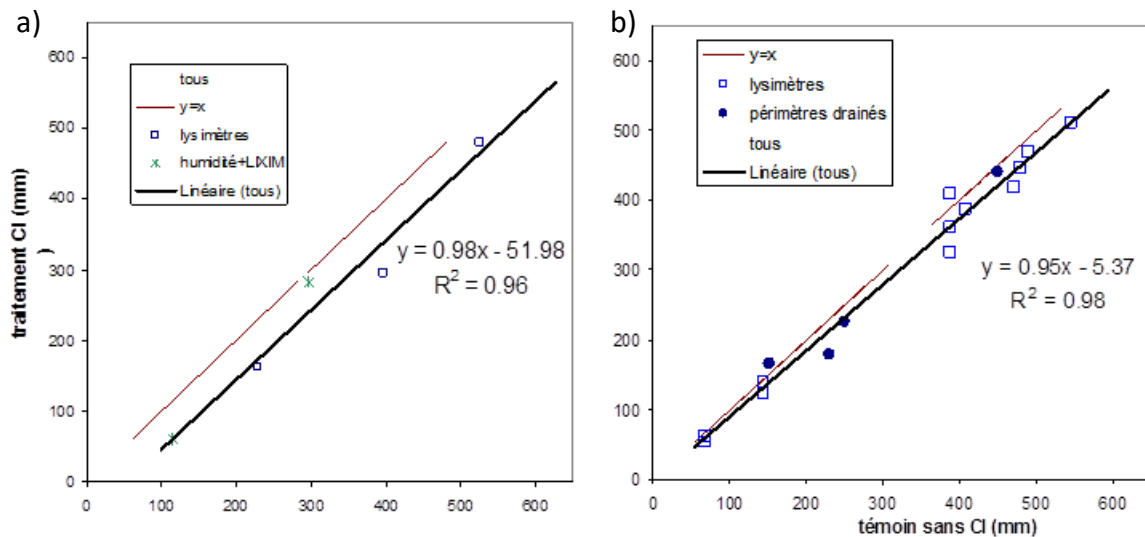 a)
600
500
400
300
200
100
0
0 100 200 300 400 500 600
traitement CI (mm)
)
tous
y=x
lysimètres
humidité+LIXIM
Linéaire (tous)
y = 0.98x - 51.98
R² = 0.96
b)
600
500
400
300
200
100
0
0 100 200 300 400 500 600
témoin sans CI (mm)
y=x
lysimètres
périmètres drainés
tous
Linéaire (tous)
y = 0.95x - 5.37
R² = 0.98